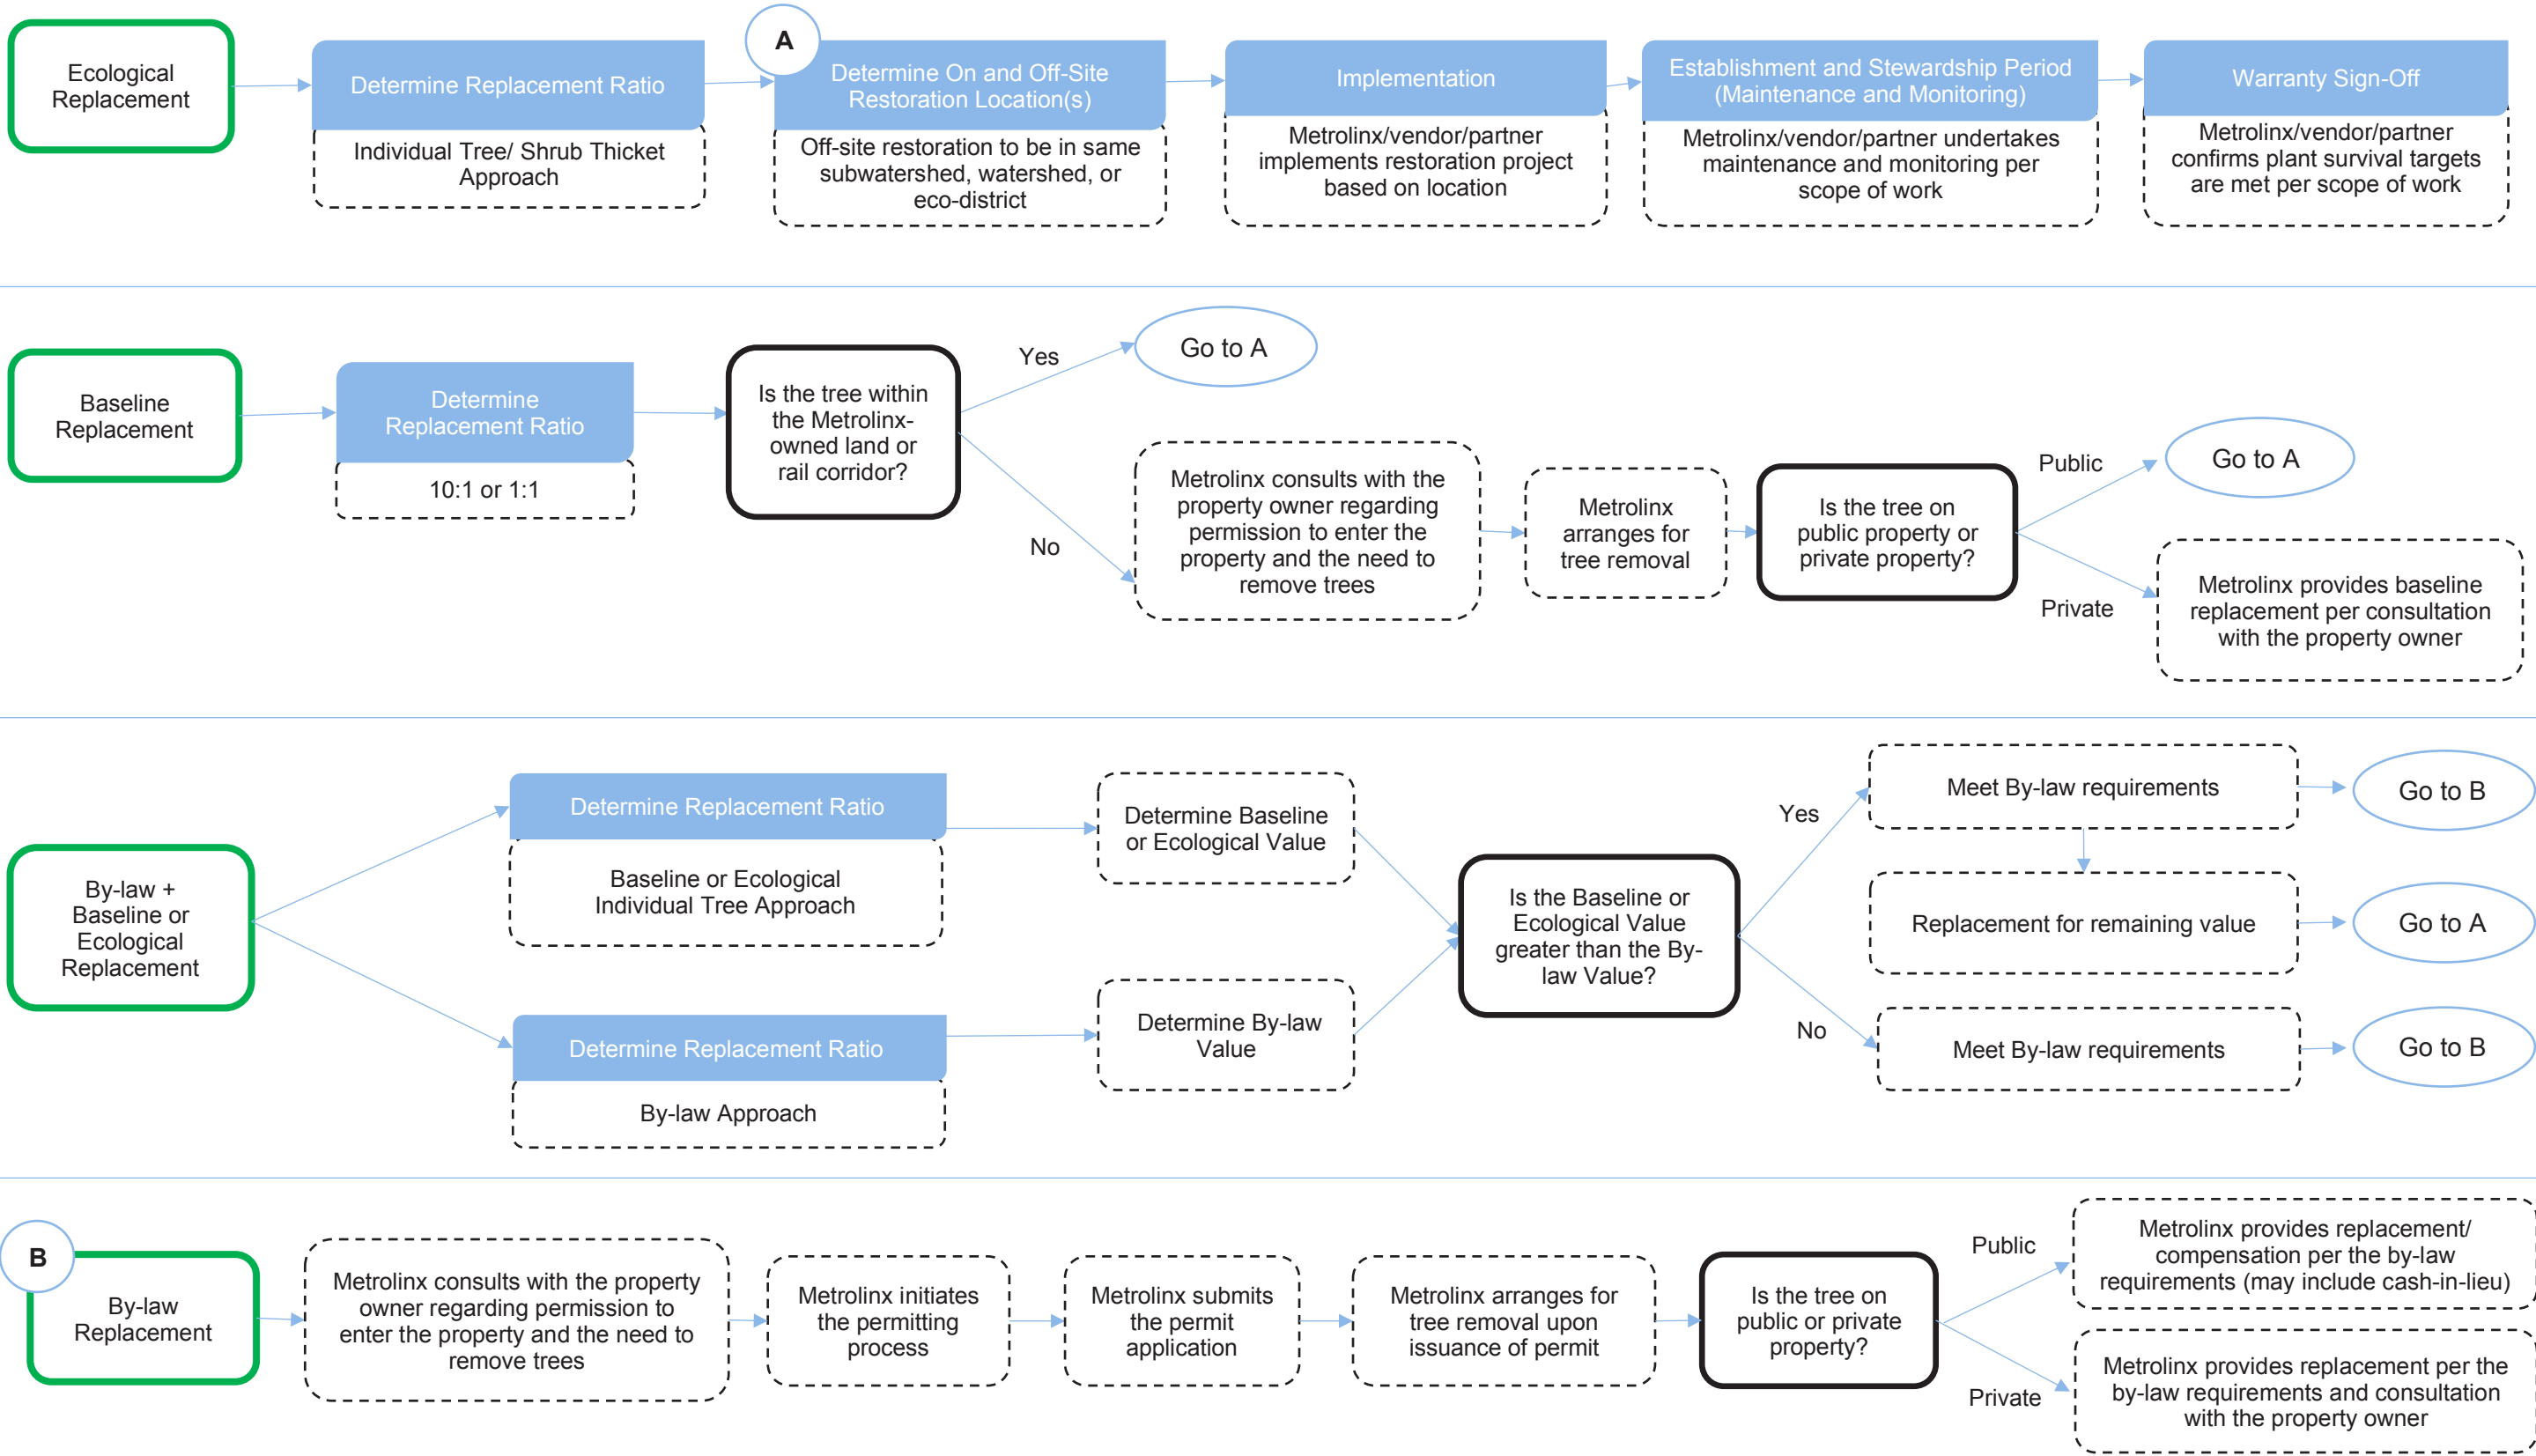 A
Ecological
Replacement
Determine Replacement Ratio
Individual Tree/ Shrub Thicket
Approach
Determine On and Off-Site
Restoration Location(s)
Off-site restoration to be in same
subwatershed, watershed, or
eco-district
Implementation
Metrolinx/vendor/partner
implements restoration project
based on location
Establishment and Stewardship Period
(Maintenance and Monitoring)
Metrolinx/vendor/partner undertakes
maintenance and monitoring per
scope of work
Warranty Sign-Off
Metrolinx/vendor/partner
confirms plant survival targets
are met per scope of work
Baseline
Replacement
Determine
Replacement Ratio
10:1 or 1:1
Is the tree within
the Metrolinx-
owned land or
rail corridor?
Yes
Go to A
No
Metrolinx consults with the
property owner regarding
permission to enter the
property and the need to
remove trees
Metrolinx
arranges for
tree removal
Is the tree on
public property or
private property?
Public
Go to A
Private
Metrolinx provides baseline
replacement per consultation
with the property owner
By-law +
Baseline or
Ecological
Replacement
Determine Replacement Ratio
Baseline or Ecological
Individual Tree Approach
Determine Baseline
or Ecological Value
Determine Replacement Ratio
By-law Approach
Determine By-law
Value
Is the Baseline or
Ecological Value
greater than the By-
law Value?
Yes
Meet By-law requirements
Go to B
Replacement for remaining value
Go to A
No
Meet By-law requirements
Go to B
B
By-law
Replacement
Metrolinx consults with the property
owner regarding permission to
enter the property and the need to
remove trees
Metrolinx initiates
the permitting
process
Metrolinx submits
the permit
application
Metrolinx arranges for
tree removal upon
issuance of permit
Is the tree on
public or private
property?
Public
Metrolinx provides replacement/
compensation per the by-law
requirements (may include cash-in-lieu)
Private
Metrolinx provides replacement per the
by-law requirements and consultation
with the property owner